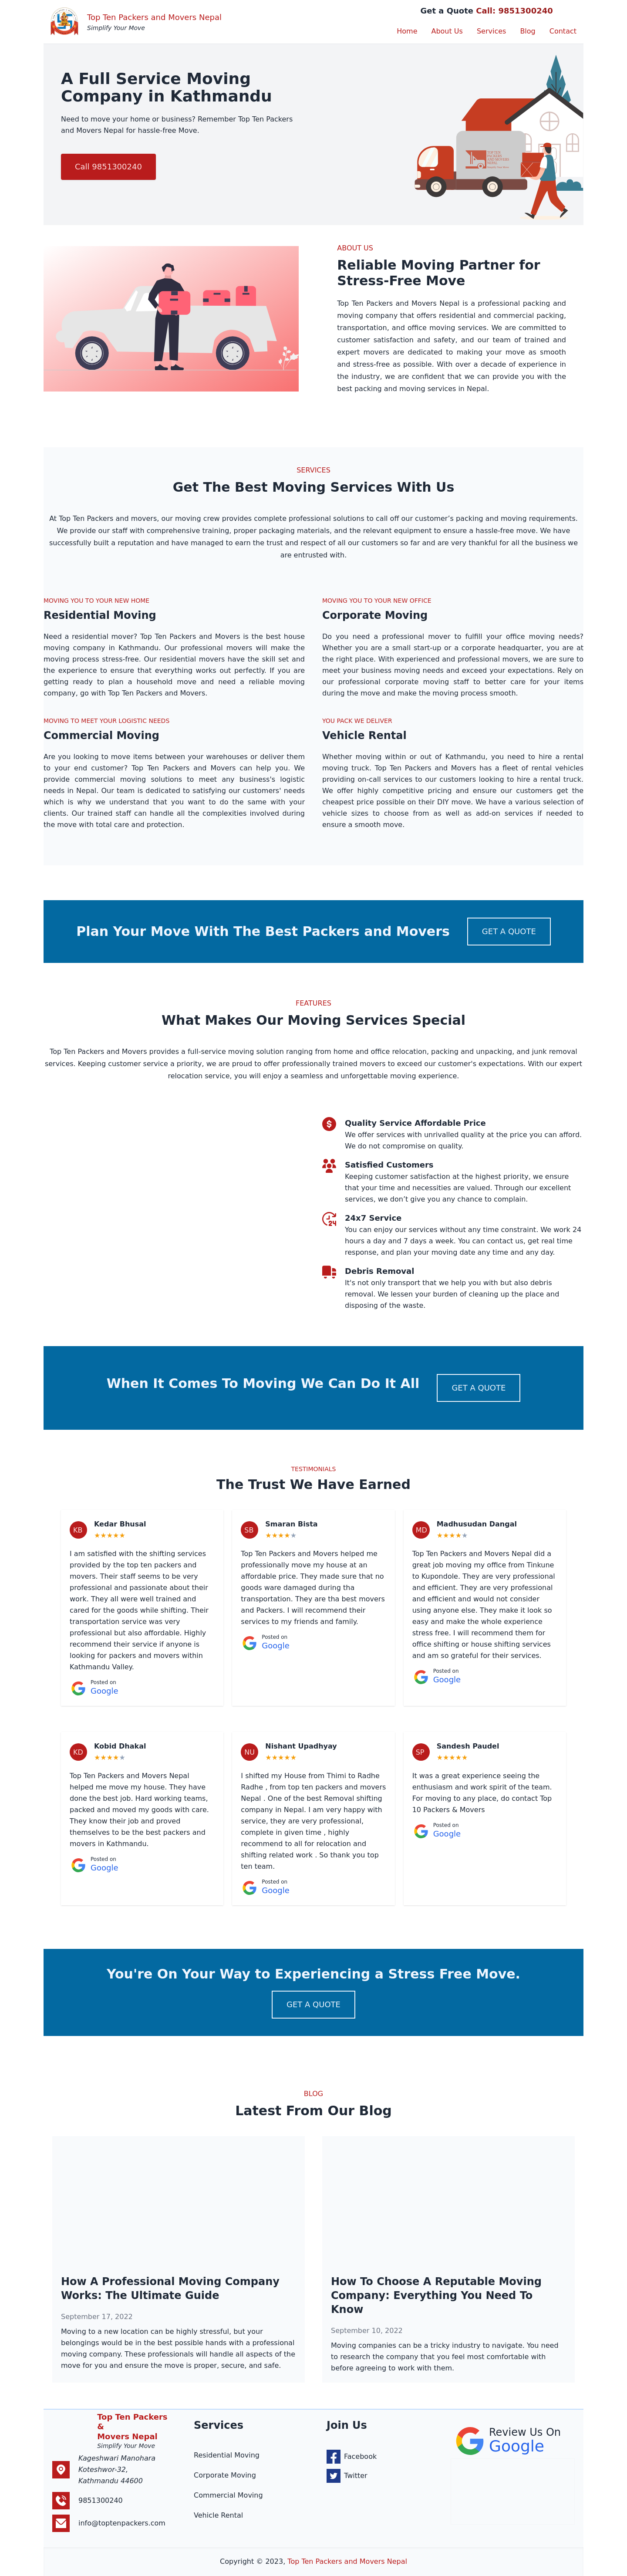 Top Ten Packers and Movers Nepal
Simplify Your Move
Get a Quote Call: 9851300240
Home About Us Services Blog Contact
A Full Service Moving
Company in Kathmandu
Need to move your home or business? Remember Top Ten Packers
and Movers Nepal for hassle-free Move.
Call 9851300240
ABOUT US
Reliable Moving Partner for
Stress-Free Move
Top Ten Packers and Movers Nepal is a professional packing and
moving company that offers residential and commercial packing,
transportation, and office moving services. We are committed to
customer satisfaction and safety, and our team of trained and
expert movers are dedicated to making your move as smooth
and stress-free as possible. With over a decade of experience in
the industry, we are confident that we can provide you with the
best packing and moving services in Nepal.
SERVICES
Get The Best Moving Services With Us
At Top Ten Packers and movers, our moving crew provides complete professional solutions to call off our customer's packing and moving requirements.
We provide our staff with comprehensive training, proper packaging materials, and the relevant equipment to ensure a hassle-free move. We have
successfully built a reputation and have managed to earn the trust and respect of all our customers so far and are very thankful for all the business we
are entrusted with.
MOVING YOU TO YOUR NEW HOME
Residential Moving
Need a residential mover? Top Ten Packers and Movers is the best house
moving company in Kathmandu. Our professional movers will make the
moving process stress-free. Our residential movers have the skill set and
the experience to ensure that everything works out perfectly. If you are
getting ready to plan a household move and need a reliable moving
company, go with Top Ten Packers and Movers.
MOVING YOU TO YOUR NEW OFFICE
Corporate Moving
Do you need a professional mover to fulfill your office moving needs?
Whether you are a small start-up or a corporate headquarter, you are at
the right place. With experienced and professional movers, we are sure to
meet your business moving needs and exceed your expectations. Rely on
our professional corporate moving staff to better care for your items
during the move and make the moving process smooth.
MOVING TO MEET YOUR LOGISTIC NEEDS
Commercial Moving
Are you looking to move items between your warehouses or deliver them
to your end customer? Top Ten Packers and Movers can help you. We
provide commercial moving solutions to meet any business's logistic
needs in Nepal. Our team is dedicated to satisfying our customers' needs
which is why we understand that you want to do the same with your
clients. Our trained staff can handle all the complexities involved during
the move with total care and protection.
YOU PACK WE DELIVER
Vehicle Rental
Whether moving within or out of Kathmandu, you need to hire a rental
moving truck. Top Ten Packers and Movers has a fleet of rental vehicles
providing on-call services to our customers looking to hire a rental truck.
We offer highly competitive pricing and ensure our customers get the
cheapest price possible on their DIY move. We have a various selection of
vehicle sizes to choose from as well as add-on services if needed to
ensure a smooth move.
Plan Your Move With The Best Packers and Movers
GET A QUOTE
FEATURES
What Makes Our Moving Services Special
Top Ten Packers and Movers provides a full-service moving solution ranging from home and office relocation, packing and unpacking, and junk removal
services. Keeping customer service a priority, we are proud to offer professionally trained movers to exceed our customer's expectations. With our expert
relocation service, you will enjoy a seamless and unforgettable moving experience.
Quality Service Affordable Price
We offer services with unrivalled quality at the price you can afford.
We do not compromise on quality.
Satisfied Customers
Keeping customer satisfaction at the highest priority, we ensure
that your time and necessities are valued. Through our excellent
services, we don't give you any chance to complain.
24
24x7 Service
You can enjoy our services without any time constraint. We work 24
hours a day and 7 days a week. You can contact us, get real time
response, and plan your moving date any time and any day.
Debris Removal
It's not only transport that we help you with but also debris
removal. We lessen your burden of cleaning up the place and
disposing of the waste.
When It Comes To Moving We Can Do It All
GET A QUOTE
TESTIMONIALS
The Trust We Have Earned
KB
Kedar Bhusal
I am satisfied with the shifting services
provided by the top ten packers and
movers. Their staff seems to be very
professional and passionate about their
work. They all were well trained and
cared for the goods while shifting. Their
transportation service was very
professional but also affordable. Highly
recommend their service if anyone is
looking for packers and movers within
Kathmandu Valley.
Posted on
Google
SB
Smaran Bista
Top Ten Packers and Movers helped me
professionally move my house at an
affordable price. They made sure that no
goods ware damaged during tha
transportation. They are tha best movers
and Packers. I will recommend their
services to my friends and family.
Posted on
Google
MD
Madhusudan Dangal
Top Ten Packers and Movers Nepal did a
great job moving my office from Tinkune
to Kupondole. They are very professional
and efficient. They are very professional
and efficient and would not consider
using anyone else. They make it look so
easy and make the whole experience
stress free. I will recommend them for
office shifting or house shifting services
and am so grateful for their services.
Posted on
Google
KD
Kobid Dhakal
Top Ten Packers and Movers Nepal
helped me move my house. They have
done the best job. Hard working teams,
packed and moved my goods with care.
They know their job and proved
themselves to be the best packers and
movers in Kathmandu.
Posted on
Google
NU
Nishant Upadhyay
I shifted my House from Thimi to Radhe
Radhe , from top ten packers and movers
Nepal . One of the best Removal shifting
company in Nepal. I am very happy with
service, they are very professional,
complete in given time , highly
recommend to all for relocation and
shifting related work . So thank you top
ten team.
Posted on
Google
SP
Sandesh Paudel
It was a great experience seeing the
enthusiasm and work spirit of the team.
For moving to any place, do contact Top
10 Packers & Movers
Posted on
Google
You're On Your Way to Experiencing a Stress Free Move.
GET A QUOTE
BLOG
Latest From Our Blog
How A Professional Moving Company
Works: The Ultimate Guide
September 17, 2022
Moving to a new location can be highly stressful, but your
belongings would be in the best possible hands with a professional
moving company. These professionals will handle all aspects of the
move for you and ensure the move is proper, secure, and safe.
How To Choose A Reputable Moving
Company: Everything You Need To
Know
September 10, 2022
Moving companies can be a tricky industry to navigate. You need
to research the company that you feel most comfortable with
before agreeing to work with them.
Top Ten Packers
&
Movers Nepal
Simplify Your Move
Kageshwari Manohara
Koteshwor-32,
Kathmandu 44600
9851300240
info@toptenpackers.com
Services
Residential Moving
Corporate Moving
Commercial Moving
Vehicle Rental
Join Us
Facebook
Twitter
Review Us On
Google
Copyright © 2023, Top Ten Packers and Movers Nepal